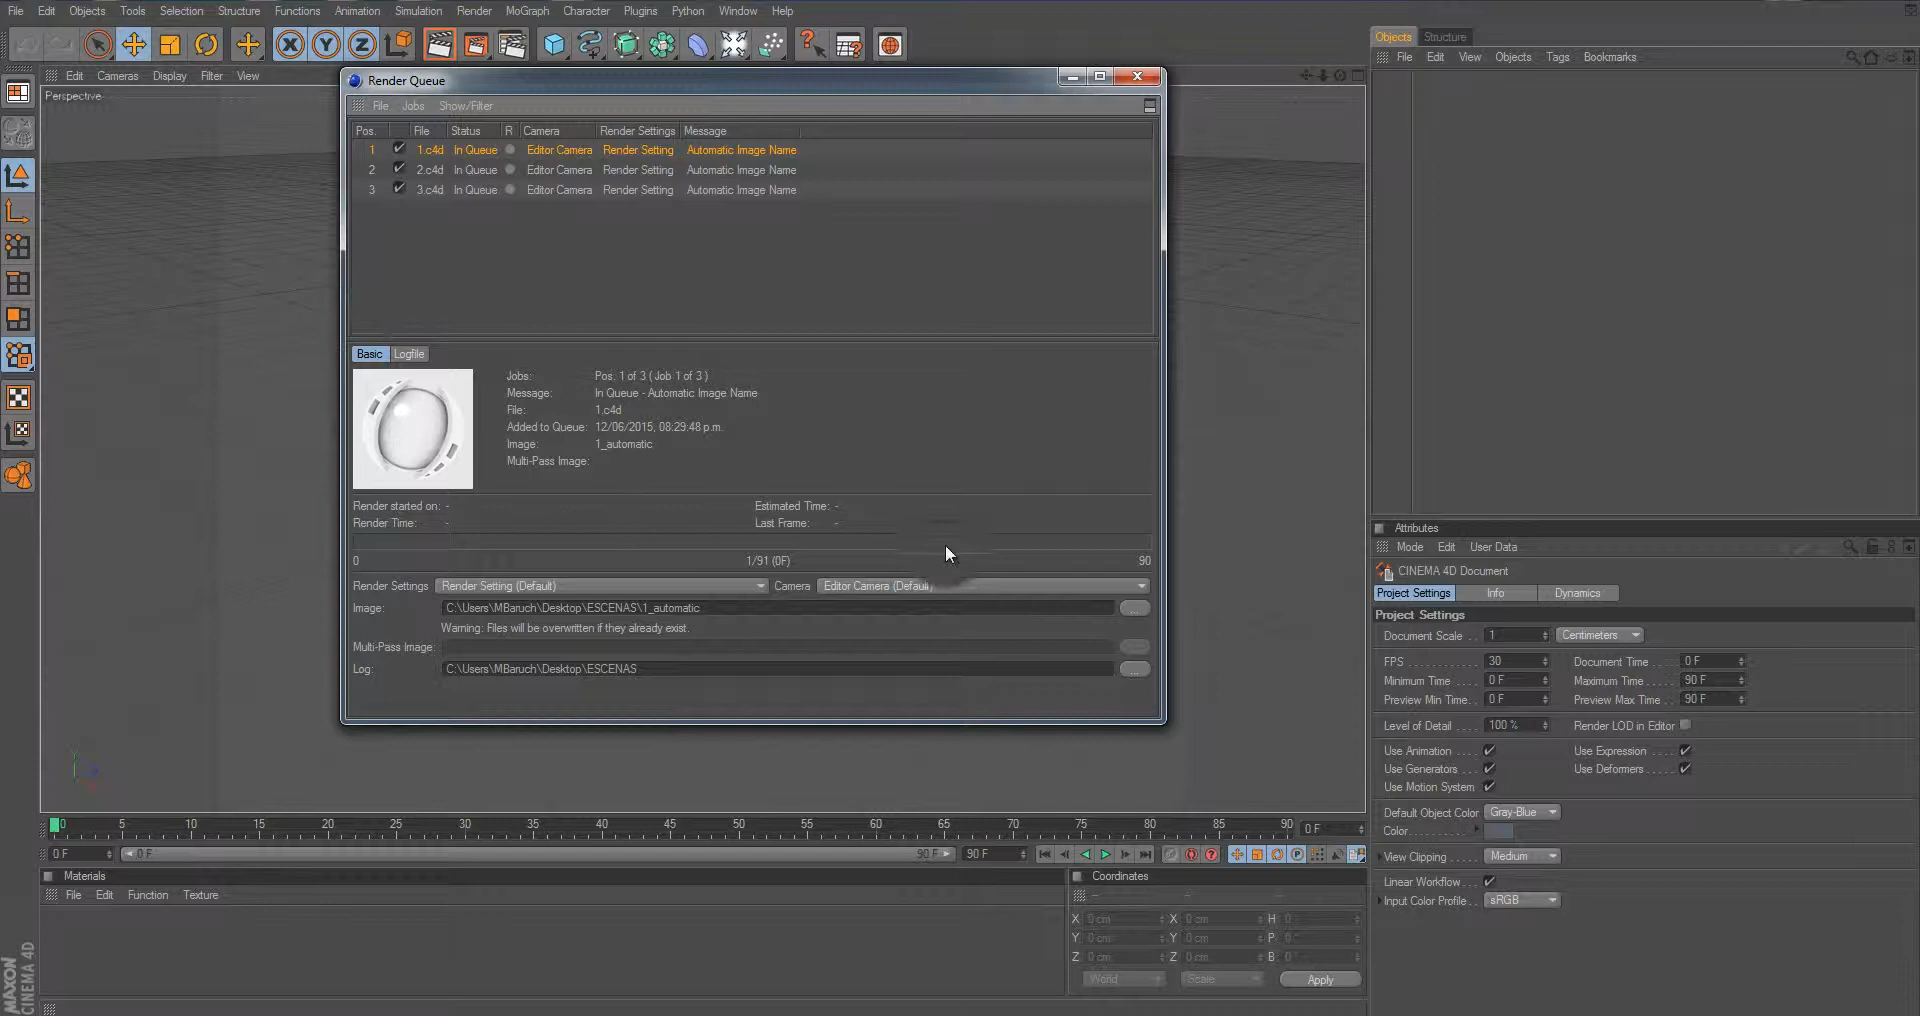 File Edit Objects Tools Selection Structure Functions Animation Simulation Render MoGraph Character Plugins Python Window Help
X Y Z
Edit Cameras Display Filter View
Perspective
Render Queue
File Jobs Show/Filter
Pos. File Status R Camera Render Settings Message
1 1.c4d In Queue Editor Camera Render Setting Automatic Image Name
2 2.c4d In Queue Editor Camera Render Setting Automatic Image Name
3 3.c4d In Queue Editor Camera Render Setting Automatic Image Name
Basic Logfile
Jobs: Pos. 1 of 3 ( Job 1 of 3 )
Message: In Queue - Automatic Image Name
File: 1.c4d
Added to Queue: 12/06/2015, 08:29:48 p.m.
Image: 1_automatic
Multi-Pass Image:
Render started on: - Estimated Time: -
Render Time: - Last Frame: -
0 1/91 (0F) 90
Render Settings Render Setting (Default) Camera Editor Camera (Default)
Image: C:\Users\MBaruch\Desktop\ESCENAS\1_automatic ...
Warning: Files will be overwritten if they already exist.
Multi-Pass Image:
Log: C:\Users\MBaruch\Desktop\ESCENAS ...
0 5 10 15 20 25 30 35 40 45 50 55 60 65 70 75 80 85 90 0 F
0 F 0 F 90 F 90 F
Materials
File Edit Function Texture
Coordinates
X 0 cm X 0 cm H 0 °
Y 0 cm Y 0 cm P 0 °
Z 0 cm Z 0 cm B 0 °
World Scale Apply
Objects Structure
File Edit View Objects Tags Bookmarks
Attributes
Mode Edit User Data
CINEMA 4D Document
Project Settings Info Dynamics
Project Settings
Document Scale . . 1 Centimeters
FPS 30 Document Time 0 F
Minimum Time 0 F Maximum Time 90 F
Preview Min Time 0 F Preview Max Time 90 F
Level of Detail 100 % Render LOD in Editor
Use Animation Use Expression
Use Generators Use Deformers
Use Motion System
Default Object Color Gray-Blue
Color
View Clipping Medium
Linear Workflow
Input Color Profile sRGB
MAXON
CINEMA 4D